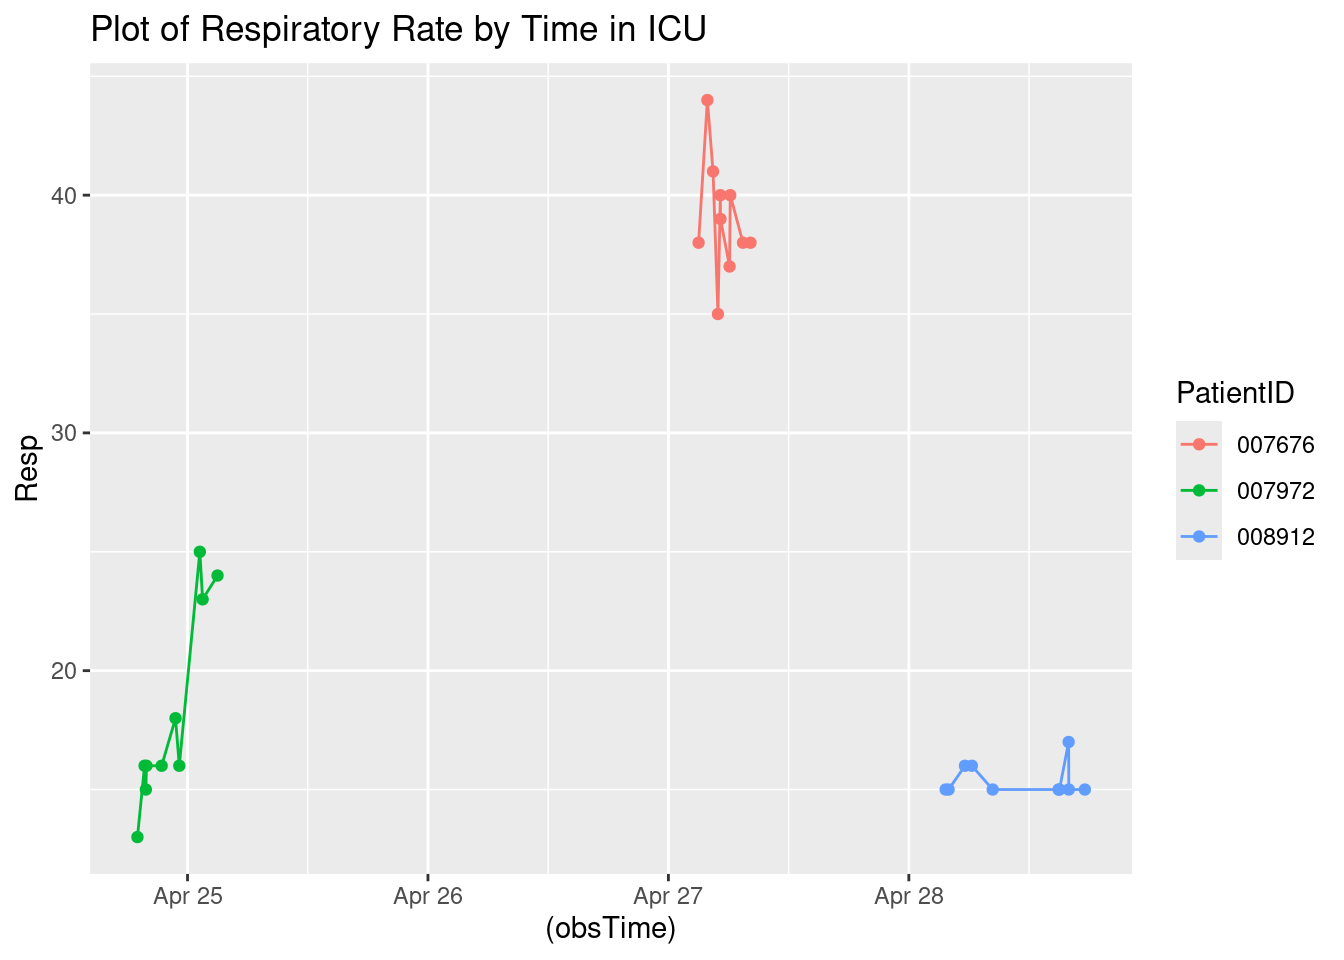 Plot of Respiratory Rate by Time in ICU
40
30
20
Resp
Apr 25
Apr 26
Apr 27
Apr 28
(obsTime)
PatientID
007676
007972
008912